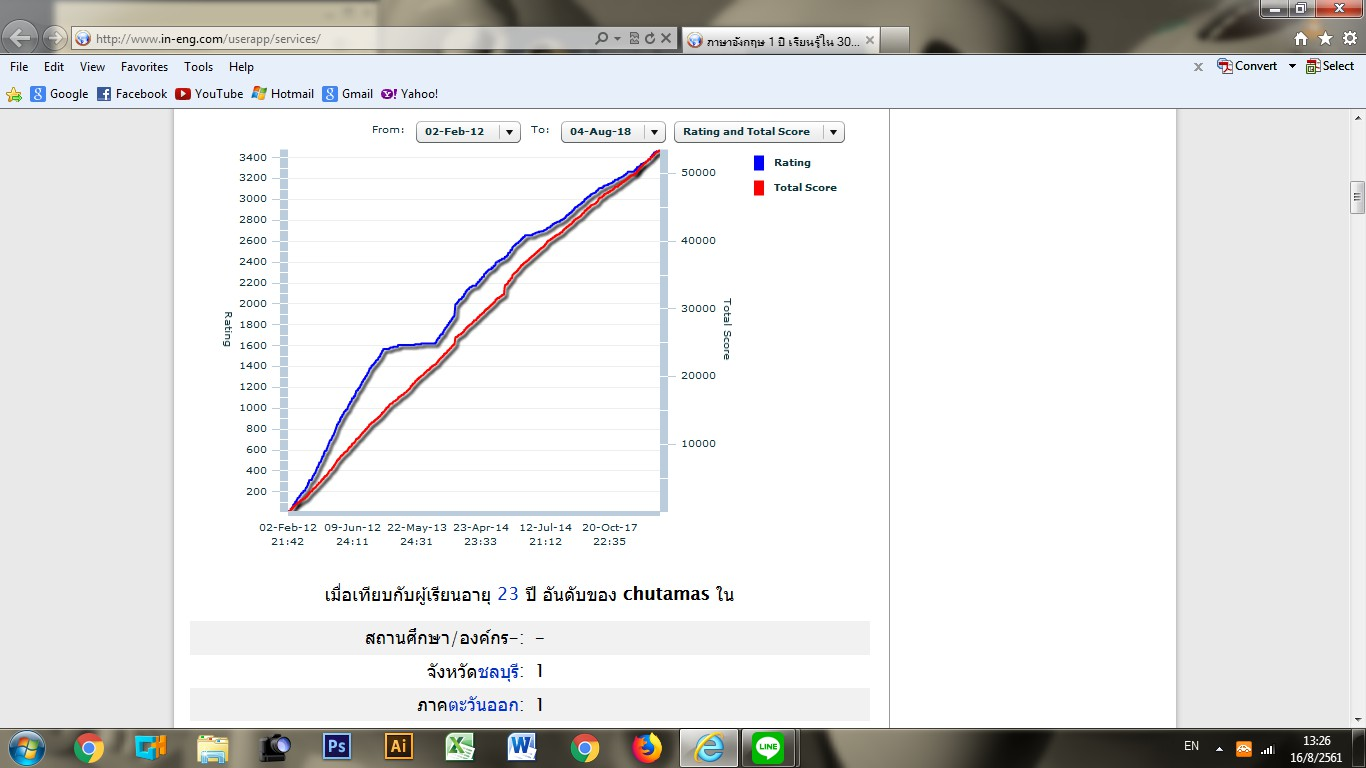 http://www.in-eng.com/userapp/services/
ภาษาอังกฤษ 1 ปี เรียนรู้ใน 30...
File Edit View Favorites Tools Help
x Convert Select
Google Facebook YouTube Hotmail Gmail Yahoo!
From: 02-Feb-12 To: 04-Aug-18 Rating and Total Score
Rating
Total Score
3400
3200
3000
2800
2600
2400
2200
2000
1800
1600
1400
1200
1000
800
600
400
200
Rating
50000
40000
30000
20000
10000
Total Score
02-Feb-12 09-Jun-12 22-May-13 23-Apr-14 12-Jul-14 20-Oct-17
21:42 24:11 24:31 23:33 21:12 22:35
เมื่อเทียบกับผู้เรียนอายุ 23 ปี อันดับของ chutamas ใน
สถานศึกษา/องค์กร-: -
จังหวัดชลบุรี: 1
ภาคตะวันออก: 1
Ps Ai LINE
EN
13:26
16/8/2561